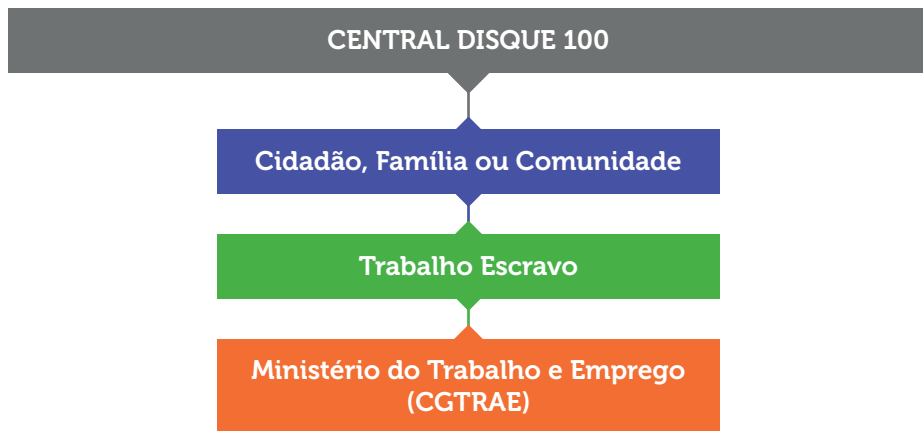 CENTRAL DISQUE 100
Cidadão, Família ou Comunidade
Trabalho Escravo
Ministério do Trabalho e Emprego
(CGTRAE)